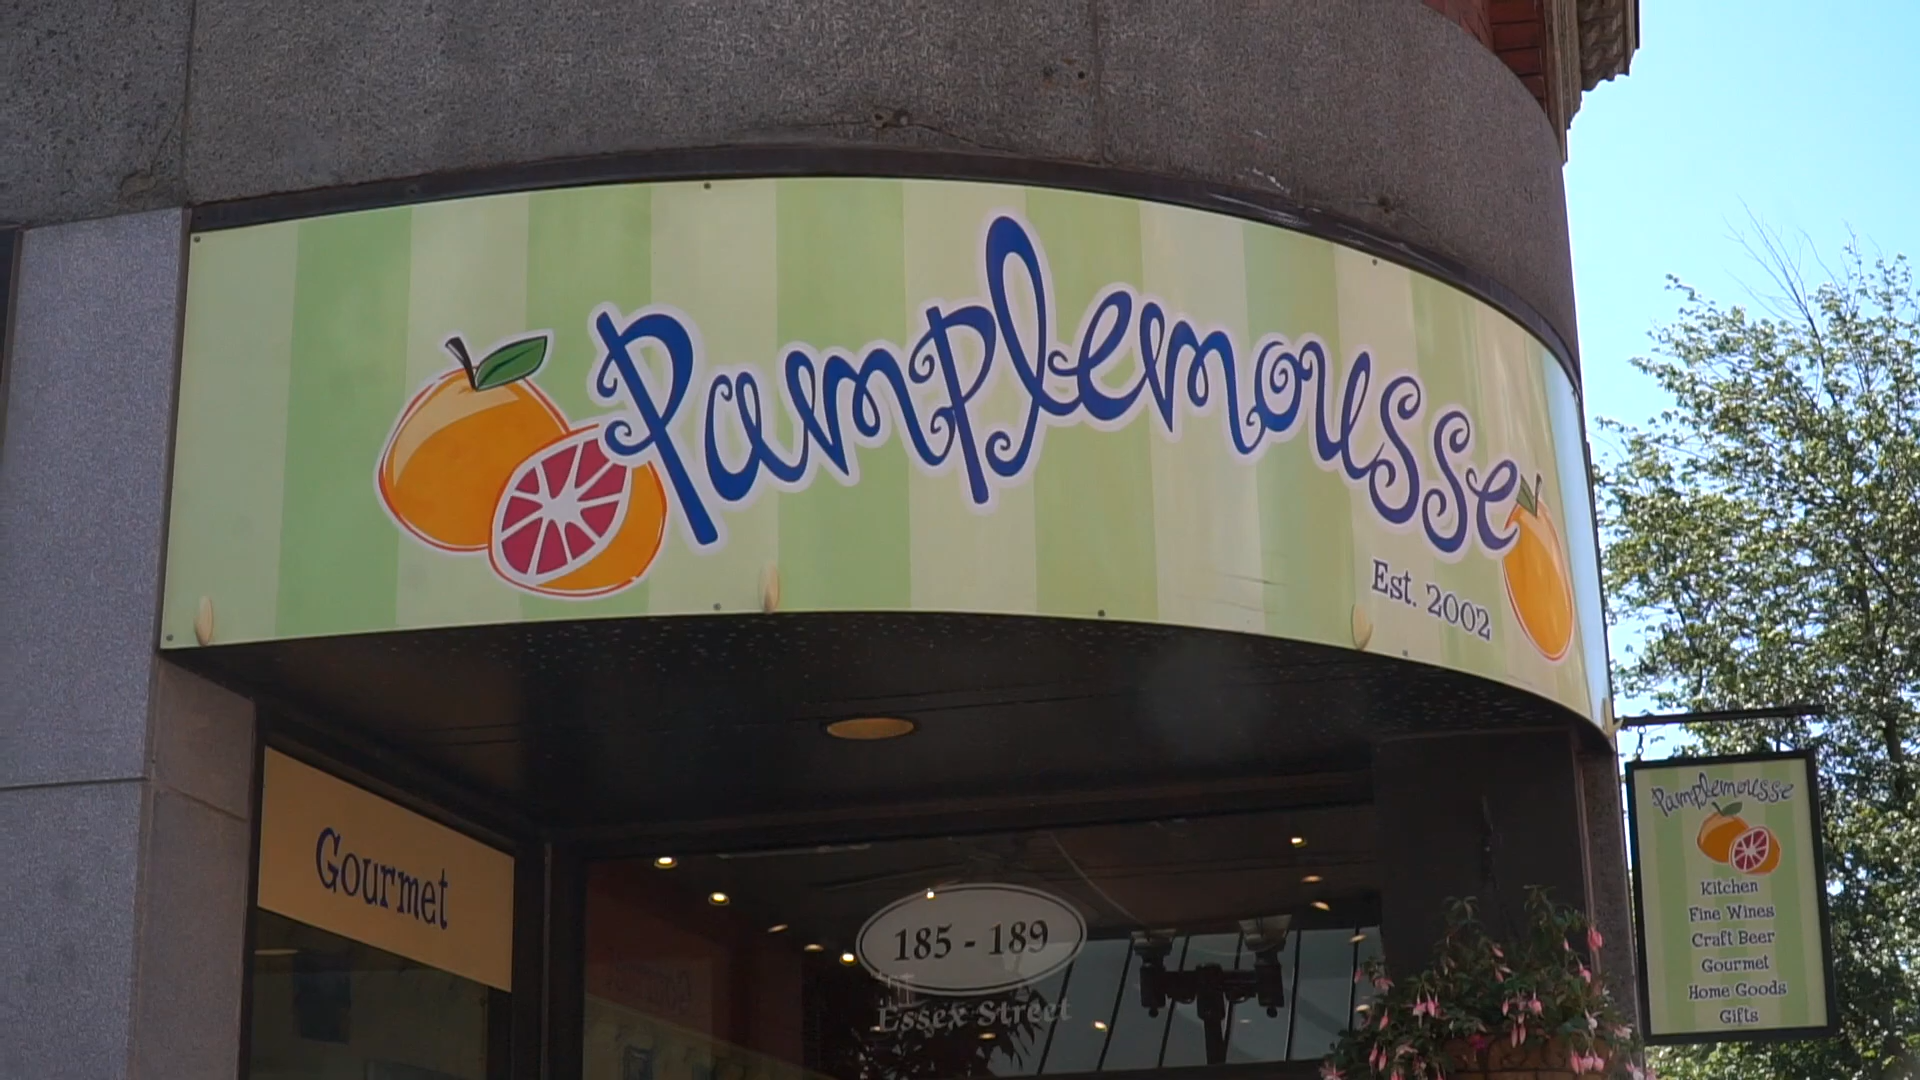 Pamplemousse
Est. 2002
Gourmet
185 - 189
Essex Street
Pamplemousse
Kitchen
Fine Wines
Craft Beer
Gourmet
Home Goods
Gifts